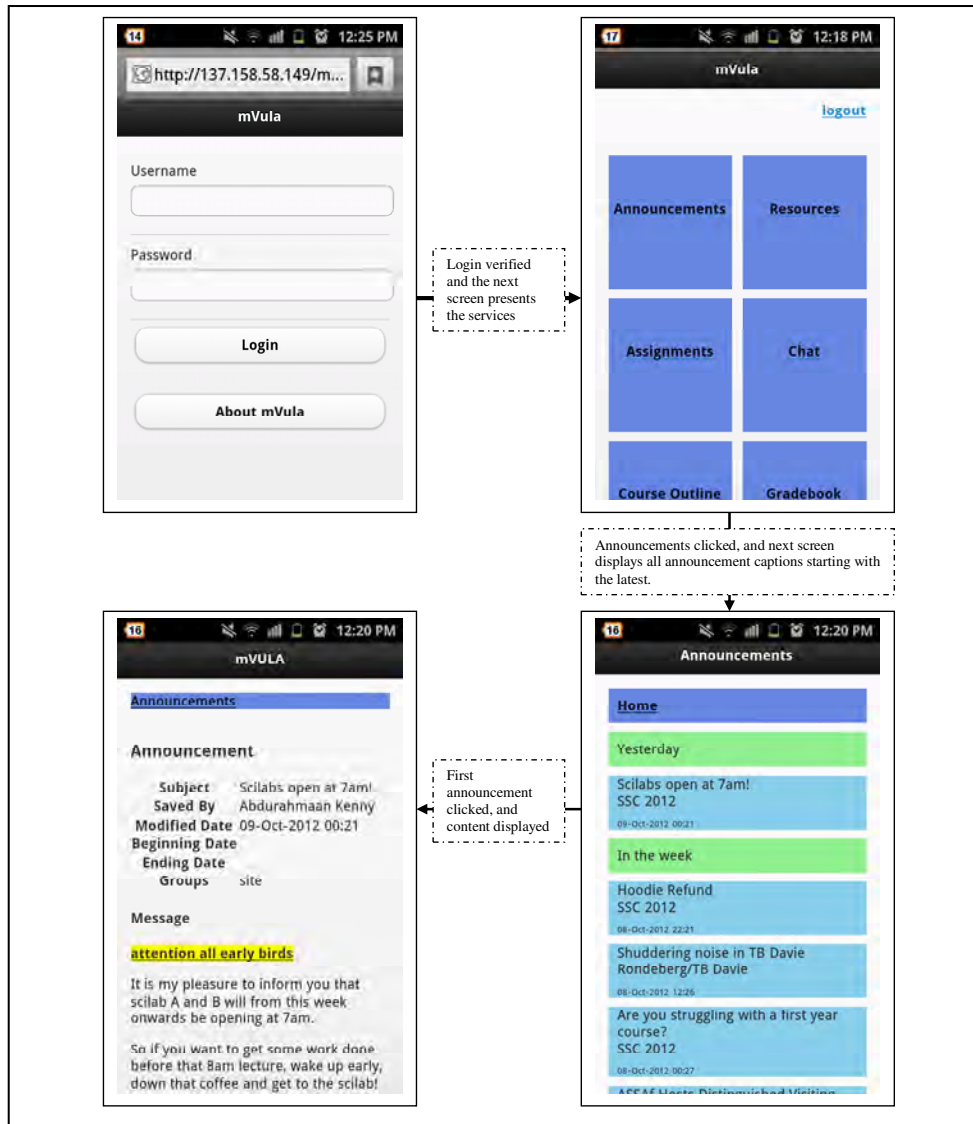 14 12:25 PM
http://137.158.58.149/m...
mVula
Username
Password
Login
About mVula
Login verified
and the next
screen presents
the services
17 12:18 PM
mVula
logout
Announcements Resources
Assignments Chat
Course Outline Gradebook
Announcements clicked, and next screen
displays all announcement captions starting with
the latest.
16 12:20 PM
Announcements
Home
Yesterday
Scilabs open at 7am!
SSC 2012
09-Oct-2012 00:21
In the week
Hoodie Refund
SSC 2012
08-Oct-2012 22:21
Shuddering noise in TB Davie
Rondeberg/TB Davie
08-Oct-2012 12:26
Are you struggling with a first year
course?
SSC 2012
08-Oct-2012 00:27
ASSAf Hosts Distinguished Visiting
First
announcement
clicked, and
content displayed
16 12:20 PM
mVULA
Announcements
Announcement
Subject Scilabs open at 7am!
Saved By Abdurahmaan Kenny
Modified Date 09-Oct-2012 00:21
Beginning Date
Ending Date
Groups site
Message
attention all early birds
It is my pleasure to inform you that
scilab A and B will from this week
onwards be opening at 7am.
So if you want to get some work done
before that 8am lecture, wake up early,
down that coffee and get to the scilab!